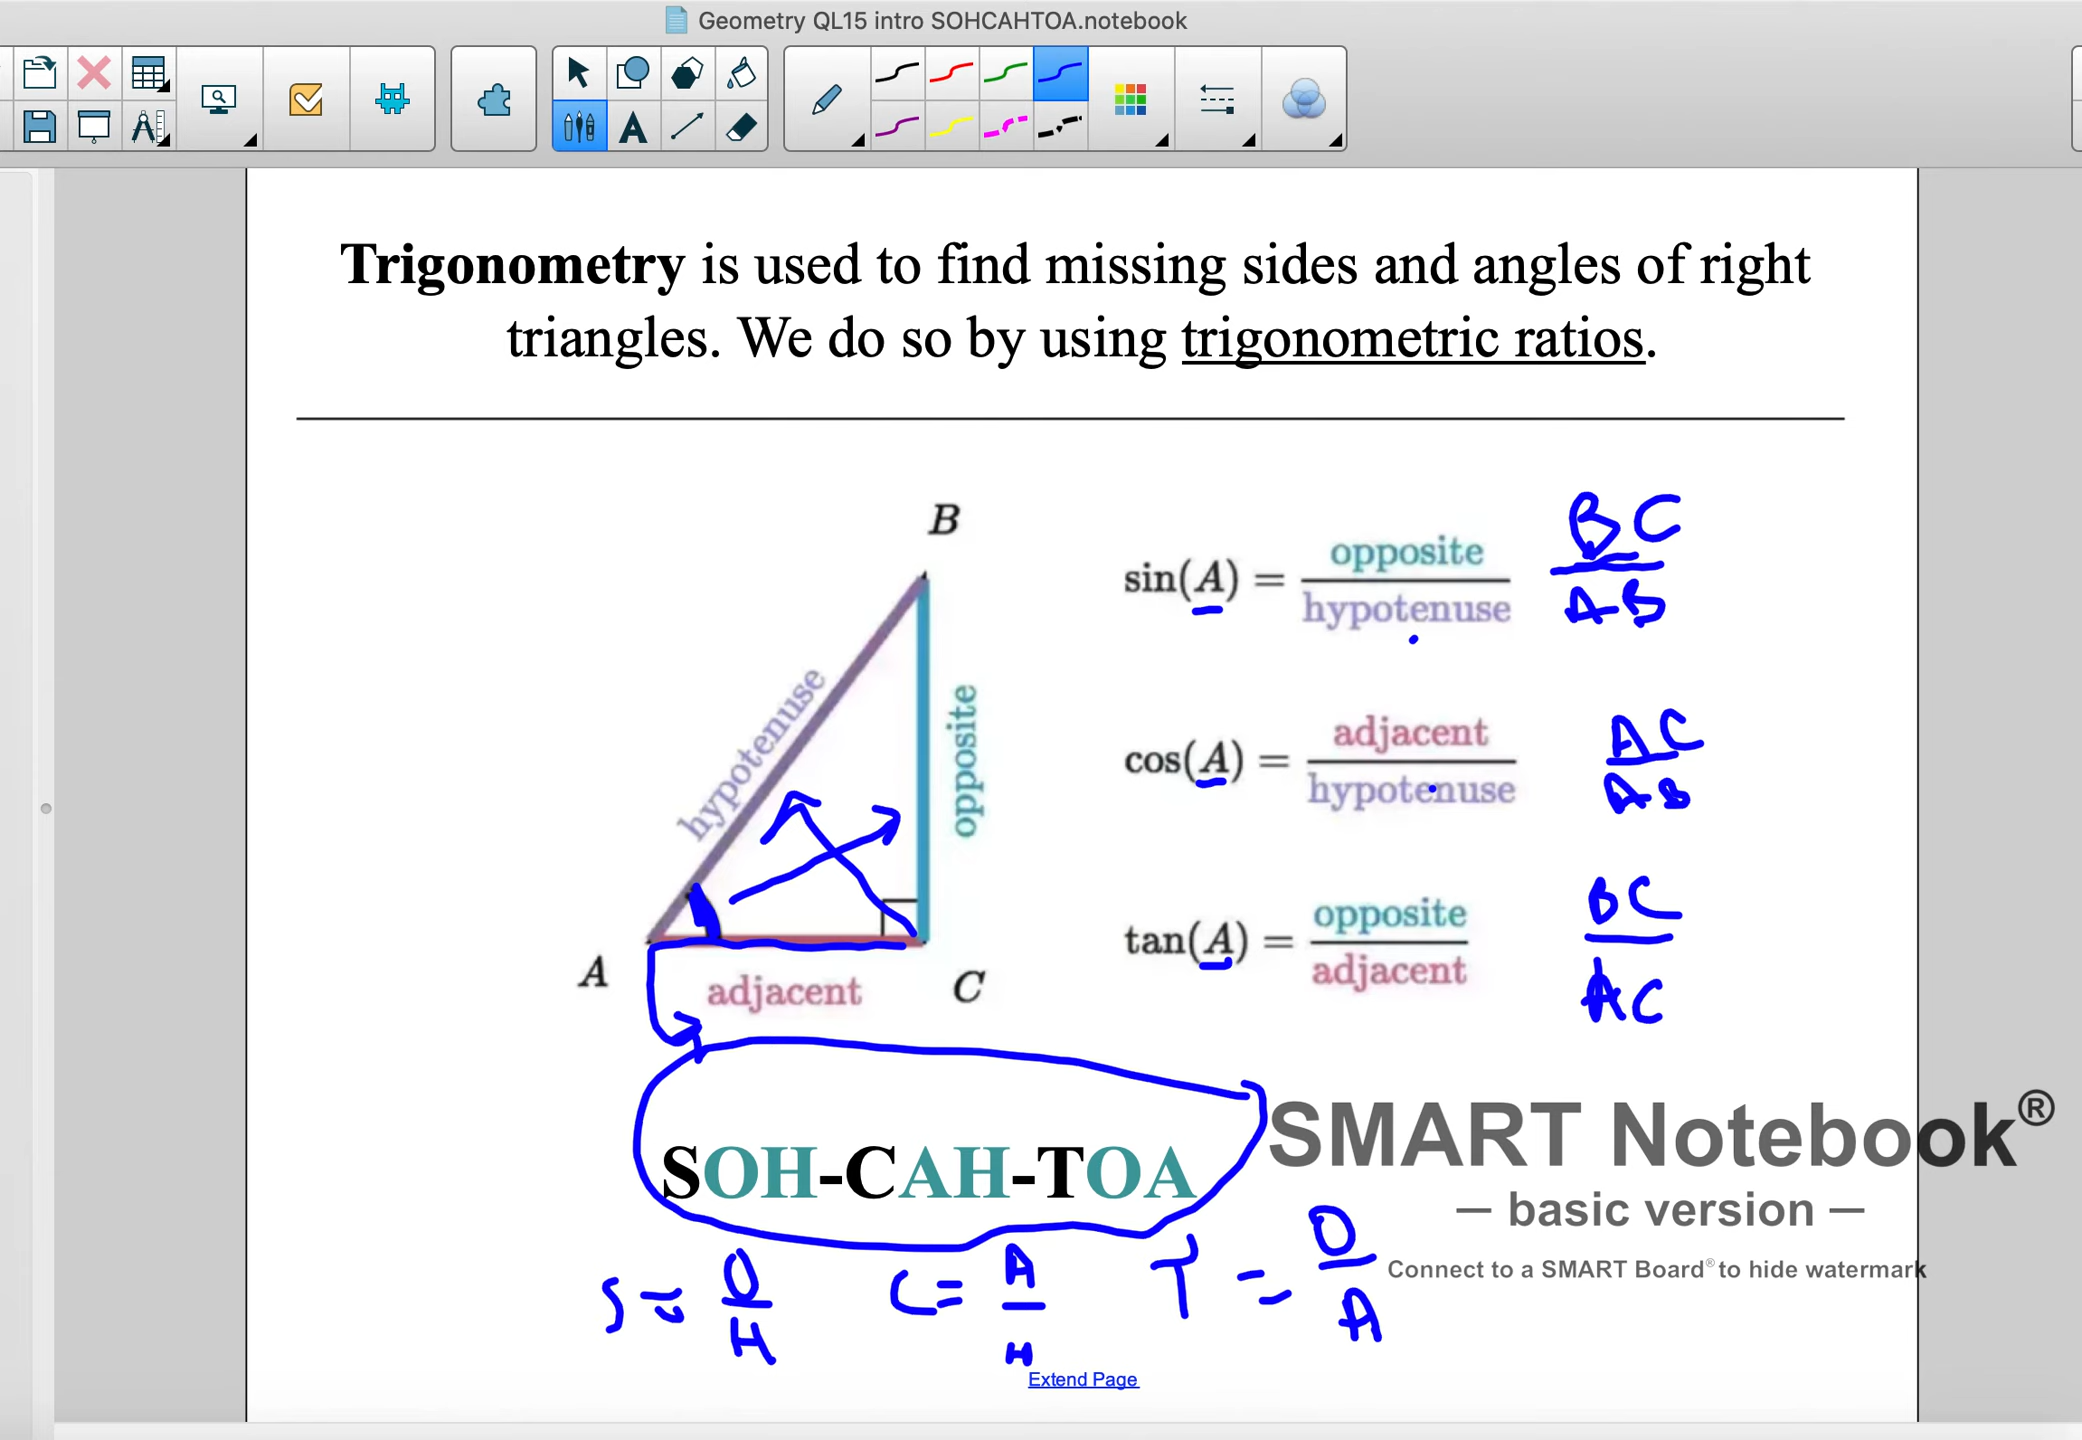 Geometry QL15 intro SOHCAHTOA.notebook
Trigonometry is used to find missing sides and angles of right
triangles. We do so by using trigonometric ratios.
B
hypotenuse
opposite
A
adjacent
C
sin(A) = opposite / hypotenuse BC / AB
cos(A) = adjacent / hypotenuse AC / AB
tan(A) = opposite / adjacent BC / AC
SOH-CAH-TOA
S = O / H C = A / H T = O / A
SMART Notebook®
— basic version —
Connect to a SMART Board® to hide watermark
Extend Page